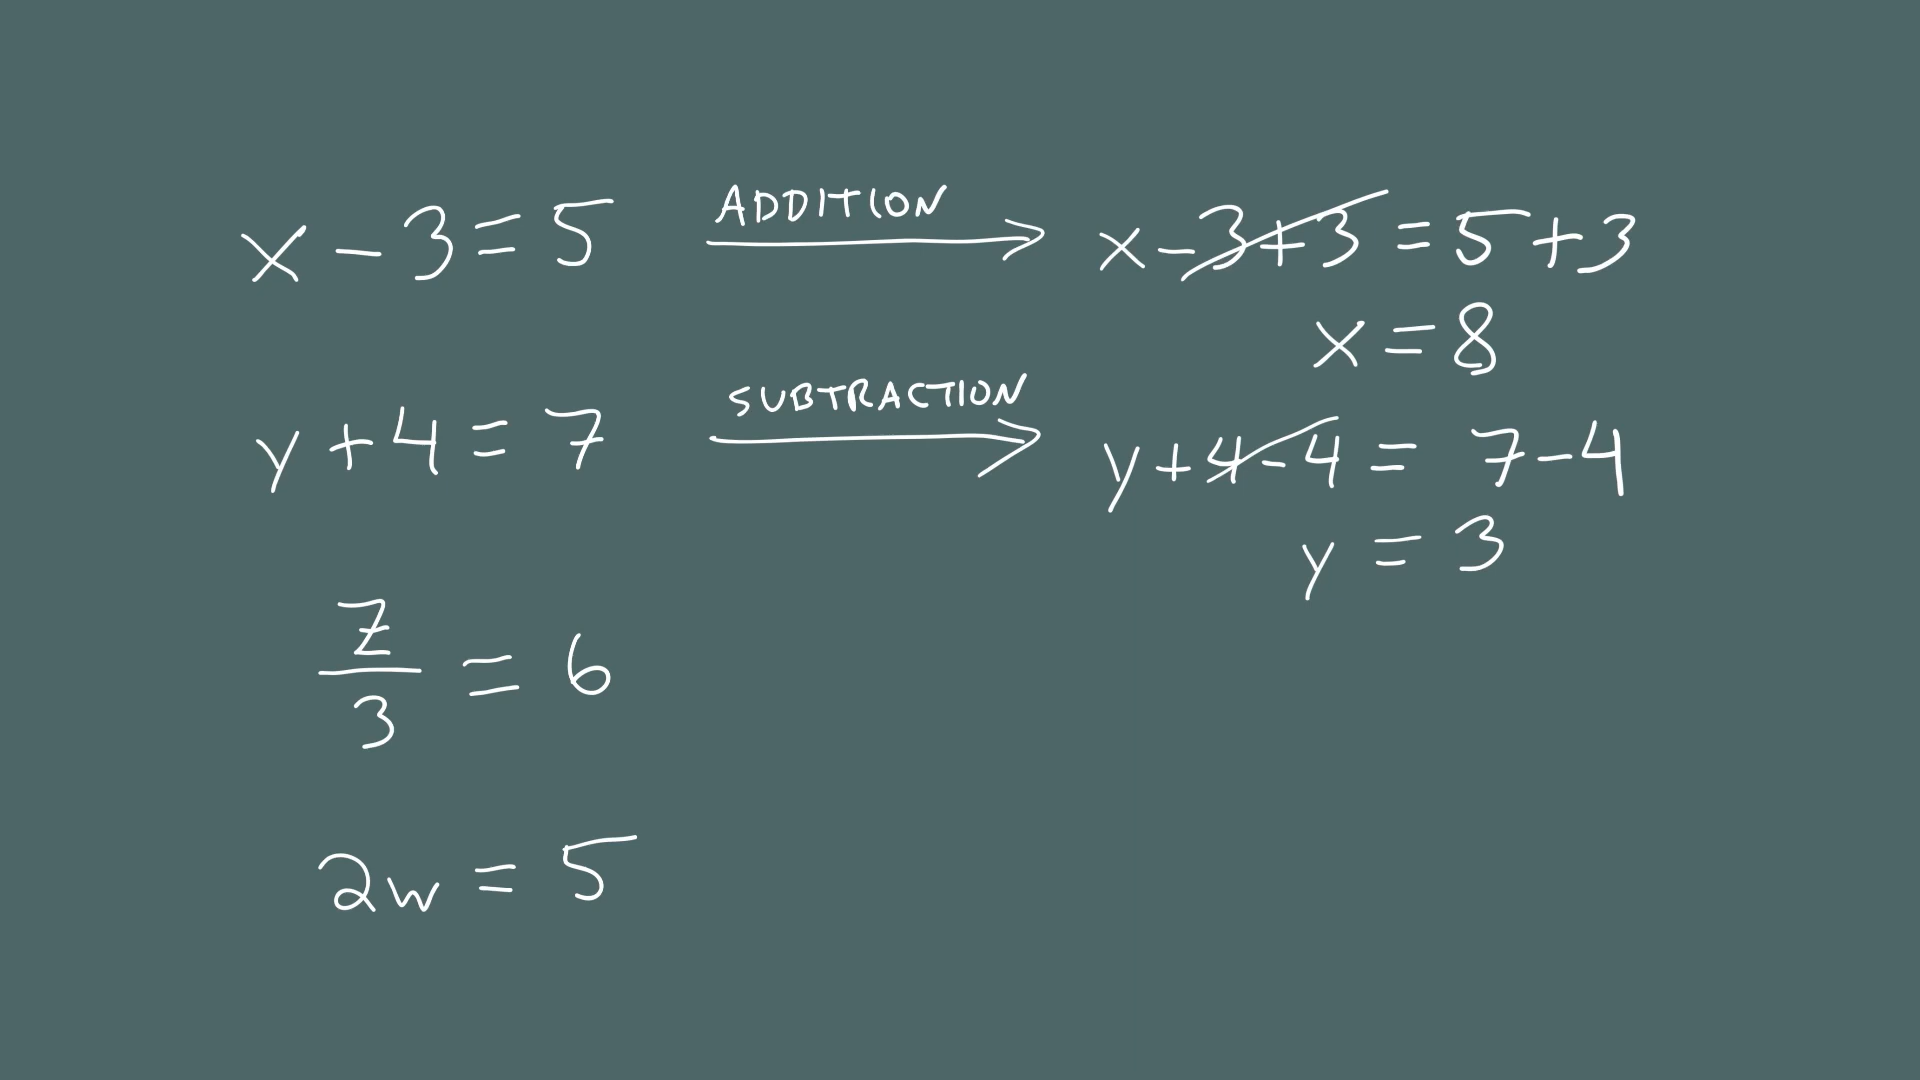 x - 3 = 5 ADDITION x - 3 + 3 = 5 + 3
x = 8
y + 4 = 7 SUBTRACTION y + 4 - 4 = 7 - 4
y = 3
z/3 = 6
2w = 5